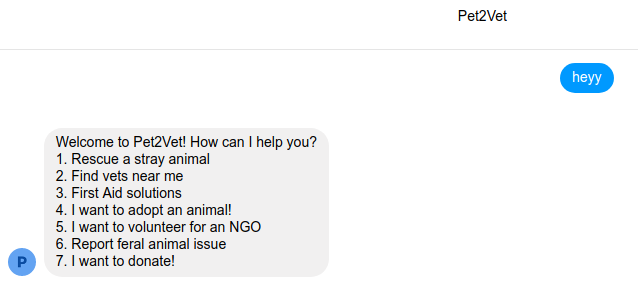 Pet2Vet
heyy
Welcome to Pet2Vet! How can I help you?
1. Rescue a stray animal
2. Find vets near me
3. First Aid solutions
4. I want to adopt an animal!
5. I want to volunteer for an NGO
6. Report feral animal issue
7. I want to donate!
P